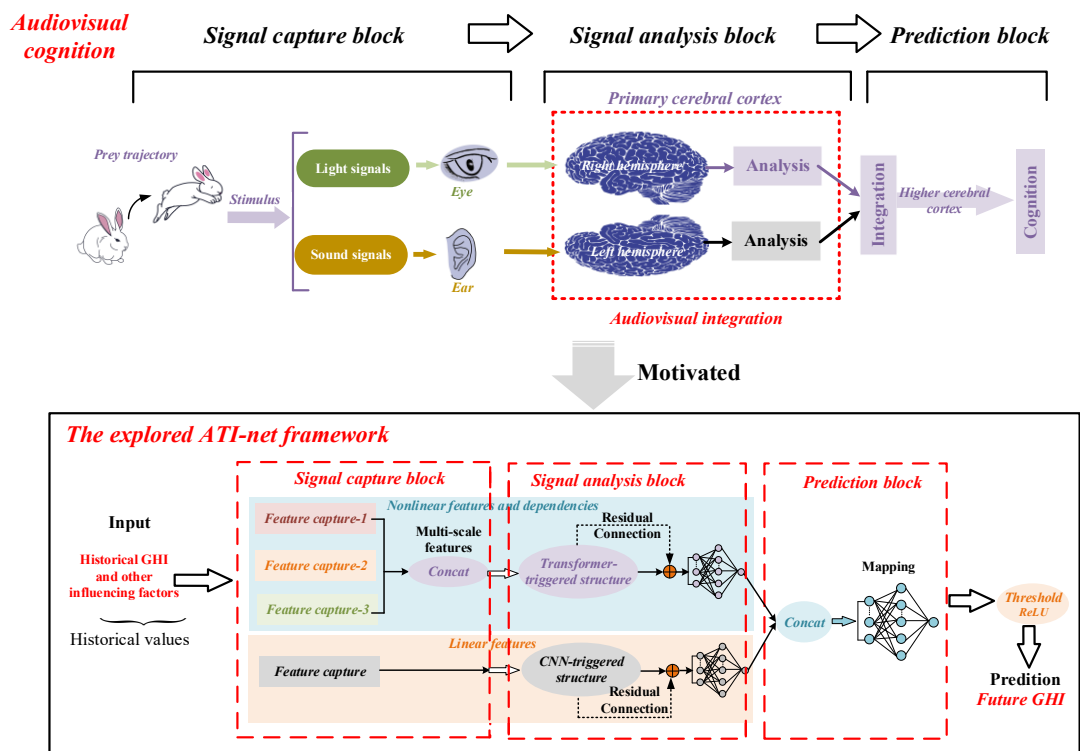 Audiovisual
cognition
Signal capture block
Signal analysis block
Prediction block
Primary cerebral cortex
Prey trajectory
Stimulus
Light signals
Eye
Right hemisphere
Analysis
Sound signals
Ear
Left hemisphere
Analysis
Integration
Higher cerebral
cortex
Cognition
Audiovisual integration
Motivated
The explored ATI-net framework
Input
Historical GHI
and other
influencing factors
Historical values
Signal capture block
Signal analysis block
Prediction block
Nonlinear features and dependencies
Feature capture-1
Feature capture-2
Feature capture-3
Multi-scale
features
Concat
Residual
Connection
Transformer-
triggered structure
Linear features
Feature capture
CNN-triggered
structure
Residual
Connection
Concat
Mapping
Threshold
ReLU
Predition
Future GHI